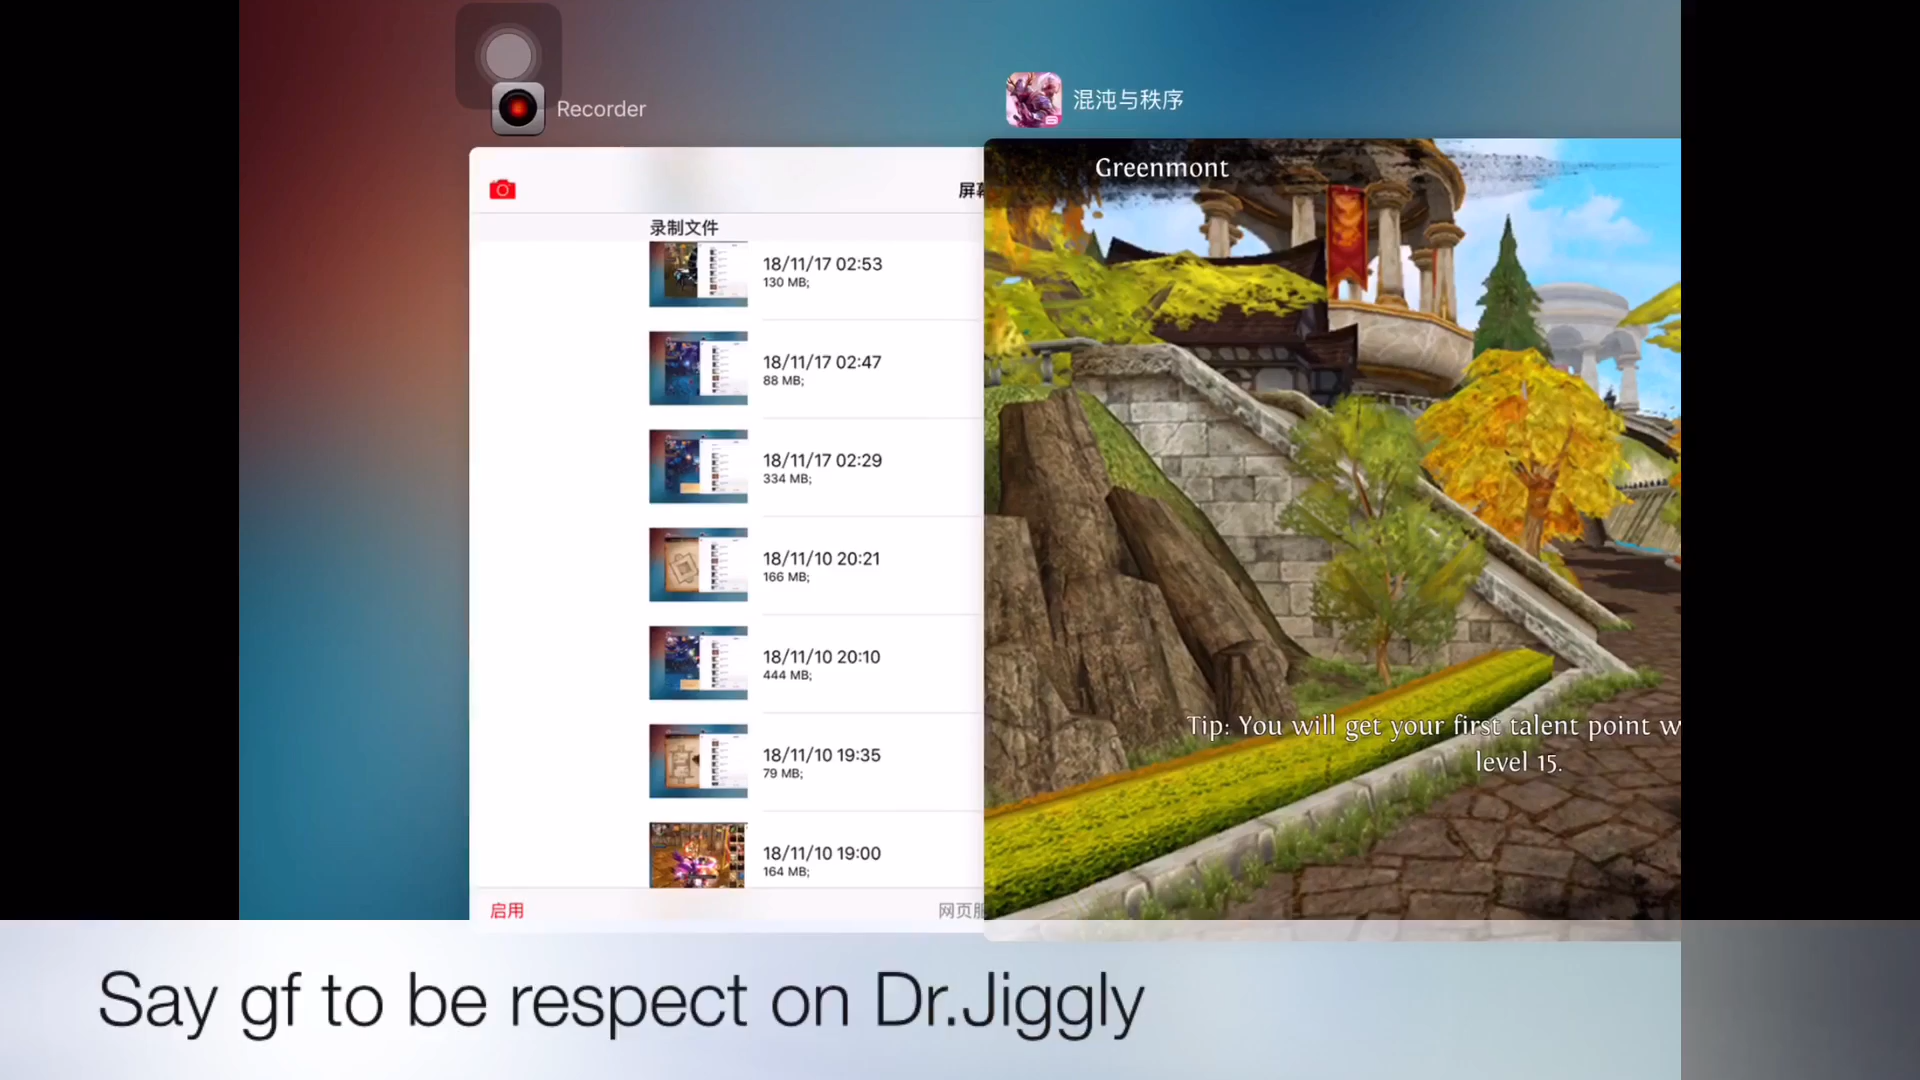 Recorder
混沌与秩序
录制文件
18/11/17 02:53
130 MB;
18/11/17 02:47
88 MB;
18/11/17 02:29
334 MB;
18/11/10 20:21
166 MB;
18/11/10 20:10
444 MB;
18/11/10 19:35
79 MB;
18/11/10 19:00
164 MB;
启用
网页
Greenmont
Tip: You will get your first talent point
level 15.
Say gf to be respect on Dr.Jiggly